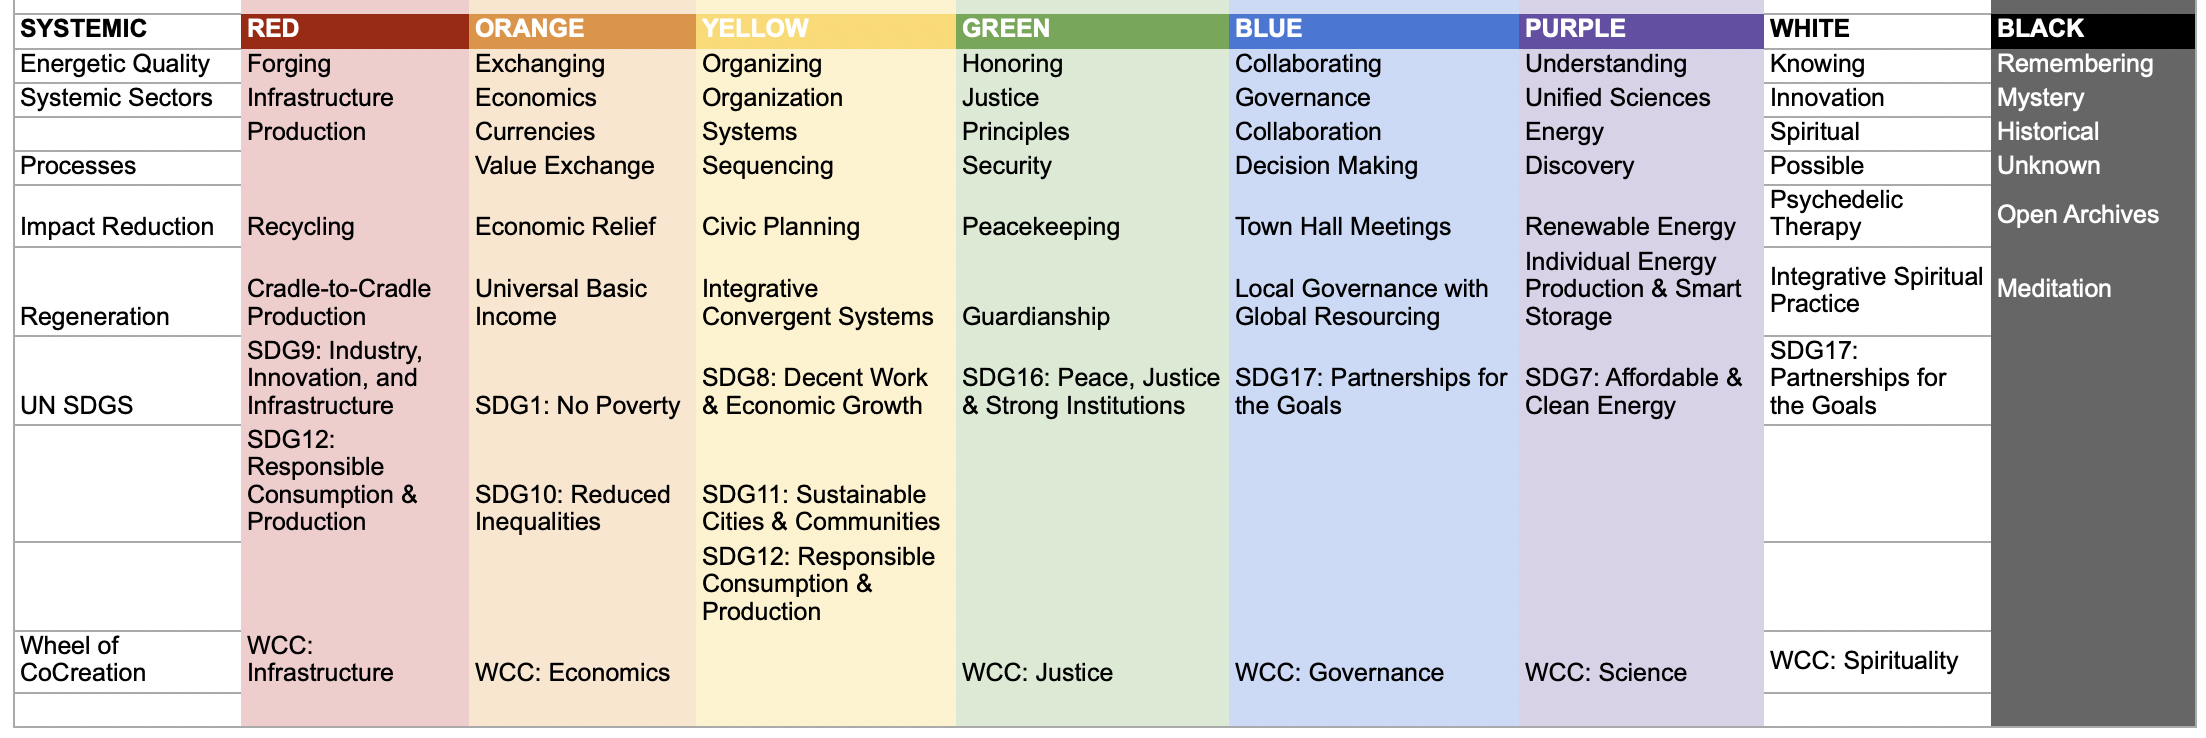 SYSTEMIC RED ORANGE YELLOW GREEN BLUE PURPLE WHITE BLACK
Energetic Quality Forging Exchanging Organizing Honoring Collaborating Understanding Knowing Remembering
Systemic Sectors Infrastructure Economics Organization Justice Governance Unified Sciences Innovation Mystery
Production Currencies Systems Principles Collaboration Energy Spiritual Historical
Processes Value Exchange Sequencing Security Decision Making Discovery Possible Unknown
Psychedelic
Impact Reduction Recycling Economic Relief Civic Planning Peacekeeping Town Hall Meetings Renewable Energy Therapy Open Archives
Individual Energy
Cradle-to-Cradle Universal Basic Integrative Local Governance with Production & Smart Integrative Spiritual Meditation
Regeneration Production Income Convergent Systems Guardianship Global Resourcing Storage Practice
SDG9: Industry, SDG17:
Innovation, and SDG8: Decent Work SDG16: Peace, Justice SDG17: Partnerships for SDG7: Affordable & Partnerships for
UN SDGS Infrastructure SDG1: No Poverty & Economic Growth & Strong Institutions the Goals Clean Energy the Goals
SDG12:
Responsible
Consumption & SDG10: Reduced SDG11: Sustainable
Production Inequalities Cities & Communities
SDG12: Responsible
Consumption &
Production
Wheel of WCC:
CoCreation Infrastructure WCC: Economics WCC: Justice WCC: Governance WCC: Science WCC: Spirituality